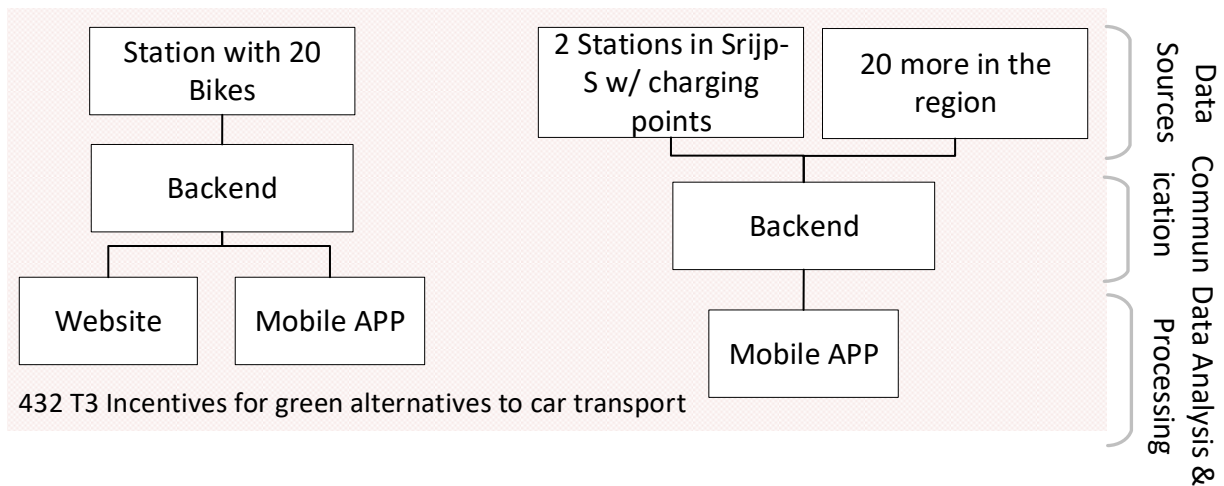 Station with 20
Bikes
Backend
Website
Mobile APP
2 Stations in Srijp-
S w/ charging
points
20 more in the
region
Backend
Mobile APP
432 T3 Incentives for green alternatives to car transport
Data
Sources
Commun
ication
Data Analysis &
Processing